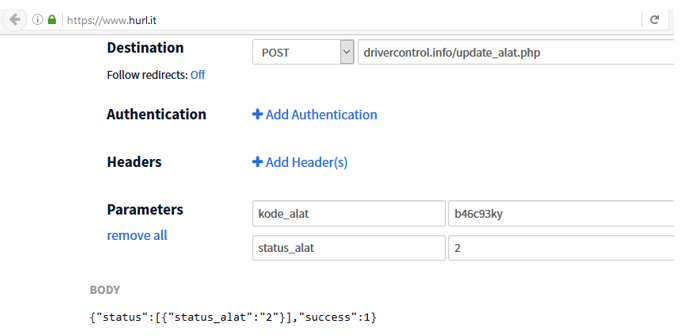 https://www.hurl.it
Destination POST drivercontrol.info/update_alat.php
Follow redirects: Off
Authentication + Add Authentication
Headers + Add Header(s)
Parameters kode_alat b46c93ky
remove all status_alat 2
BODY
{"status":[{"status_alat":"2"}],"success":1}